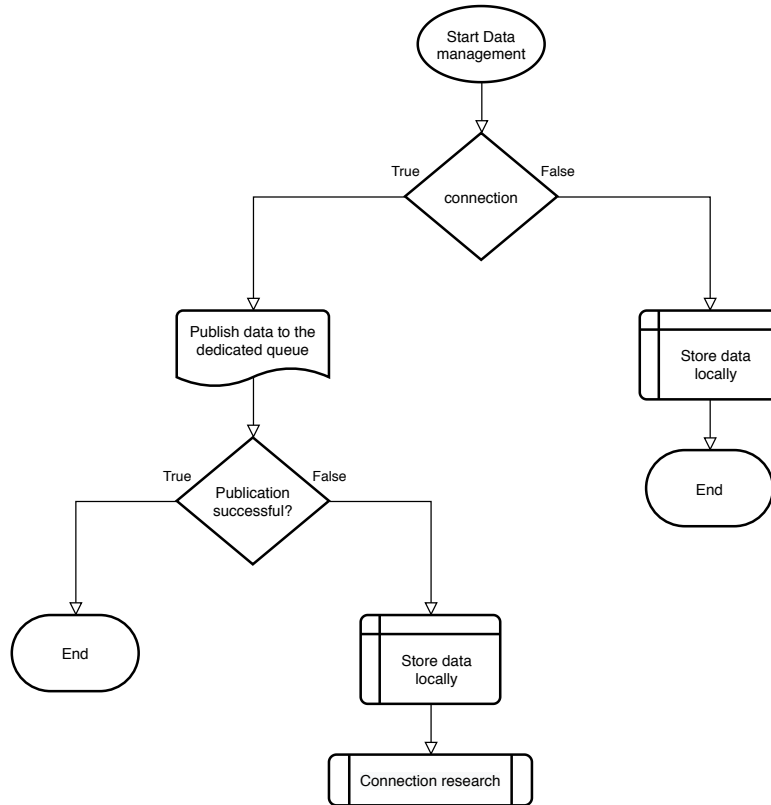 Start Data
management
True
False
connection
Publish data to the
dedicated queue
Store data
locally
True
False
Publication
successful?
End
End
Store data
locally
Connection research